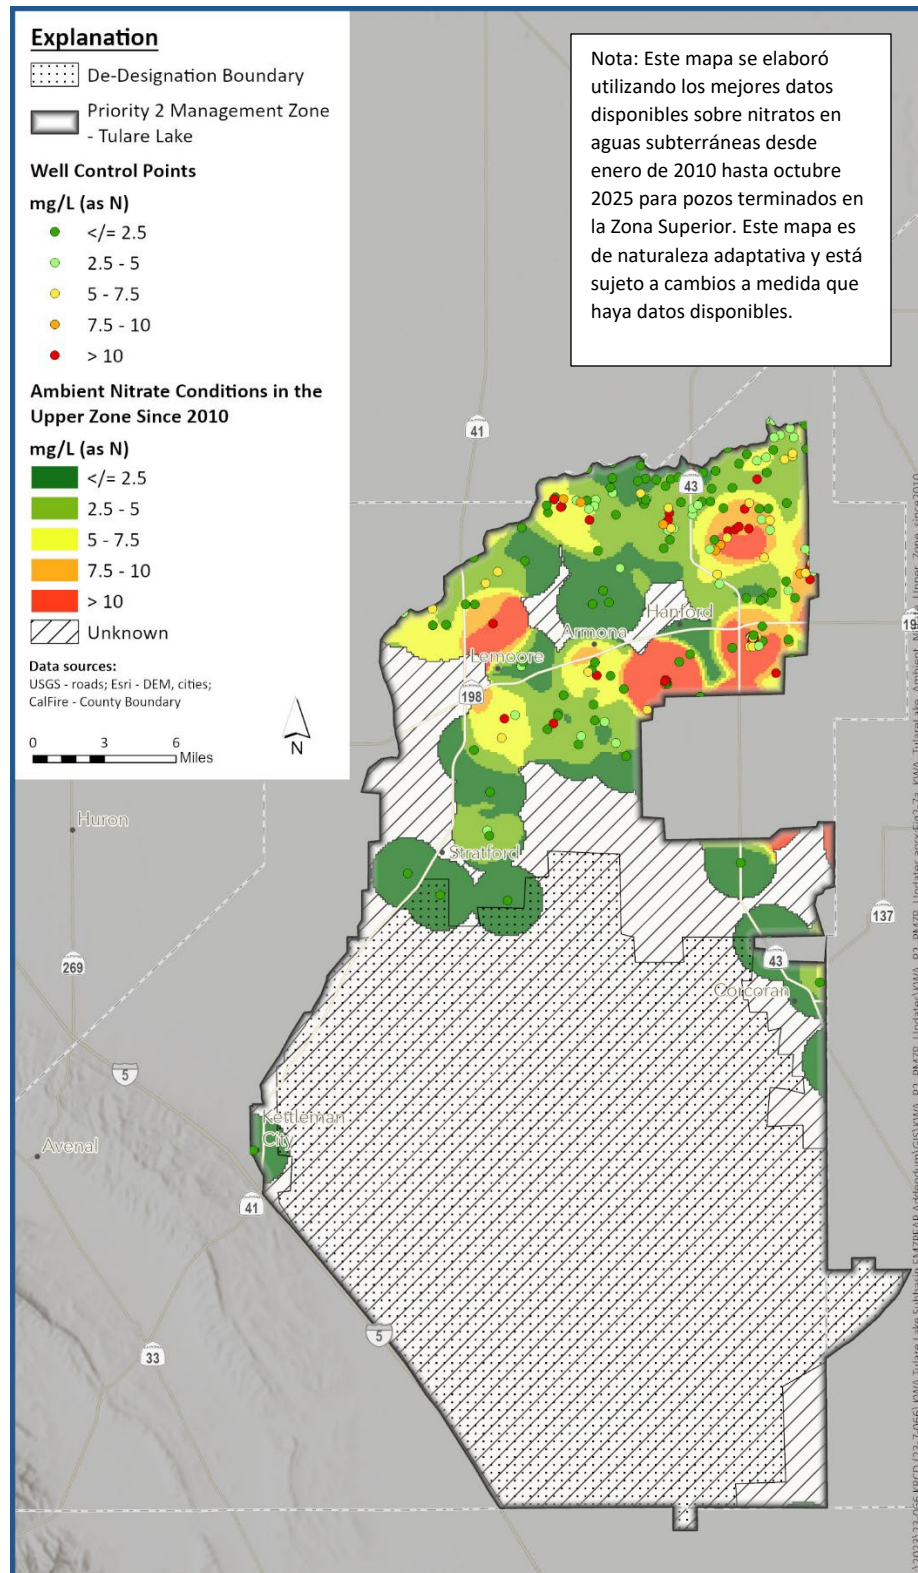 Explanation
De-Designation Boundary
Priority 2 Management Zone
- Tulare Lake
Well Control Points
mg/L (as N)
</= 2.5
2.5 - 5
5 - 7.5
7.5 - 10
> 10
Ambient Nitrate Conditions in the
Upper Zone Since 2010
mg/L (as N)
</= 2.5
2.5 - 5
5 - 7.5
7.5 - 10
> 10
Unknown
Data sources:
USGS - roads; Esri - DEM, cities;
CalFire - County Boundary
0 3 6
Miles
N
Nota: Este mapa se elaboró
utilizando los mejores datos
disponibles sobre nitratos en
aguas subterráneas desde
enero de 2010 hasta octubre
2025 para pozos terminados en
la Zona Superior. Este mapa es
de naturaleza adaptativa y está
sujeto a cambios a medida que
haya datos disponibles.
41
43
Hanford
Armona
Lemoore
198
Huron
Stratford
137
269
43
Corcoran
5
Kettleman
City
Avenal
41
5
33